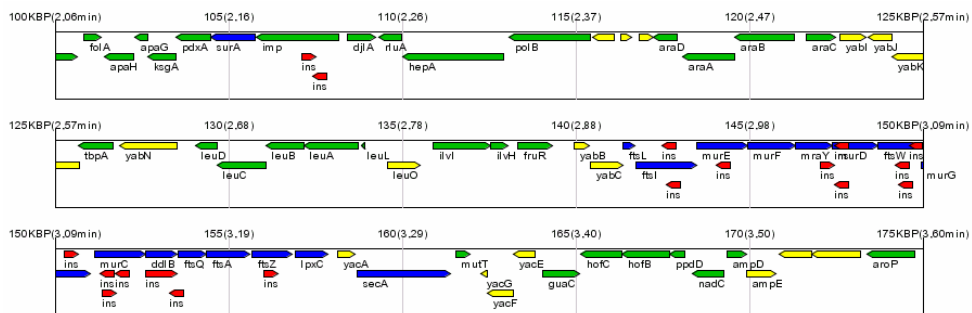 100KBP(2.06min) 105(2,16) 110(2.26) 115(2,37) 120(2,47) 125KBP(2.57min)
folA apaG pdxA surA imp djlA rluA polB araD araB araC yabI yabJ
apaH ksgA ins hepA araA yabK
ins
125KBP(2,57min) 130(2,68) 135(2,78) 140(2,88) 145(2,98) 150KBP(3,09min)
tbpA yabN leuD leuB leuA leuL ilvI ilvH fruR yabB ftsL ins murE murF mraY murD ftsW ins
leuC leuO yabC ftsI ins ins ins murG
ins ins ins
150KBP(3.09min) 155(3,19) 160(3,29) 165(3,40) 170(3,50) 175KBP(3,60min)
ins murC ddlB ftsQ ftsA ftsZ lpxC yacA mutT yacE hofC hofB ppdD ampD aroP
ins ins ins ins secA yacG guaC nadC ampE
ins ins yacF